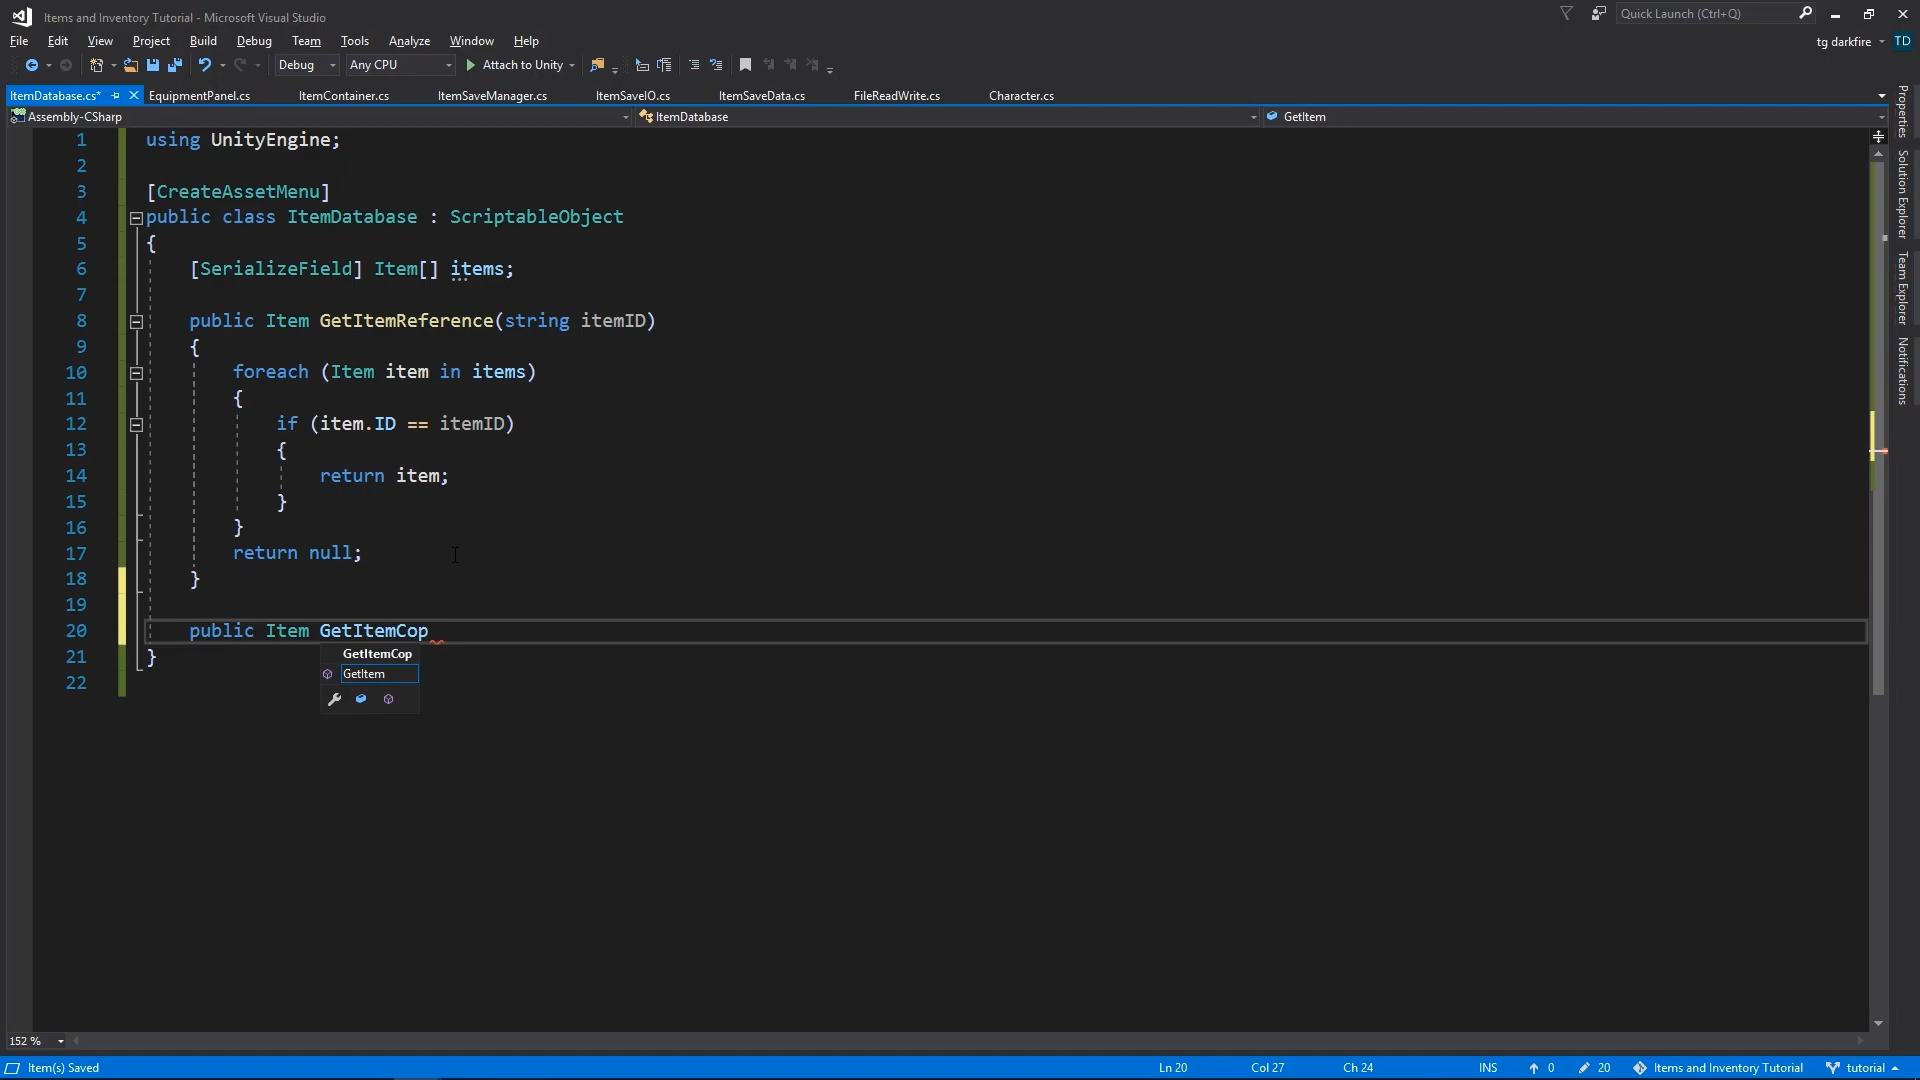 Items and Inventory Tutorial - Microsoft Visual Studio
Quick Launch (Ctrl+Q)
File Edit View Project Build Debug Team Tools Analyze Window Help
tg darkfire TD
Debug Any CPU Attach to Unity
ItemDatabase.cs* EquipmentPanel.cs ItemContainer.cs ItemSaveManager.cs ItemSaveIO.cs ItemSaveData.cs FileReadWrite.cs Character.cs
Assembly-CSharp ItemDatabase GetItem
1 using UnityEngine;
2
3 [CreateAssetMenu]
4 public class ItemDatabase : ScriptableObject
5 {
6 [SerializeField] Item[] items;
7
8 public Item GetItemReference(string itemID)
9 {
10 foreach (Item item in items)
11 {
12 if (item.ID == itemID)
13 {
14 return item;
15 }
16 }
17 return null;
18 }
19
20 public Item GetItemCop
21 }
22
GetItemCop
GetItem
Properties
Solution Explorer
Team Explorer
Notifications
152 %
Item(s) Saved Ln 20 Col 27 Ch 24 INS 0 20 Items and Inventory Tutorial tutorial